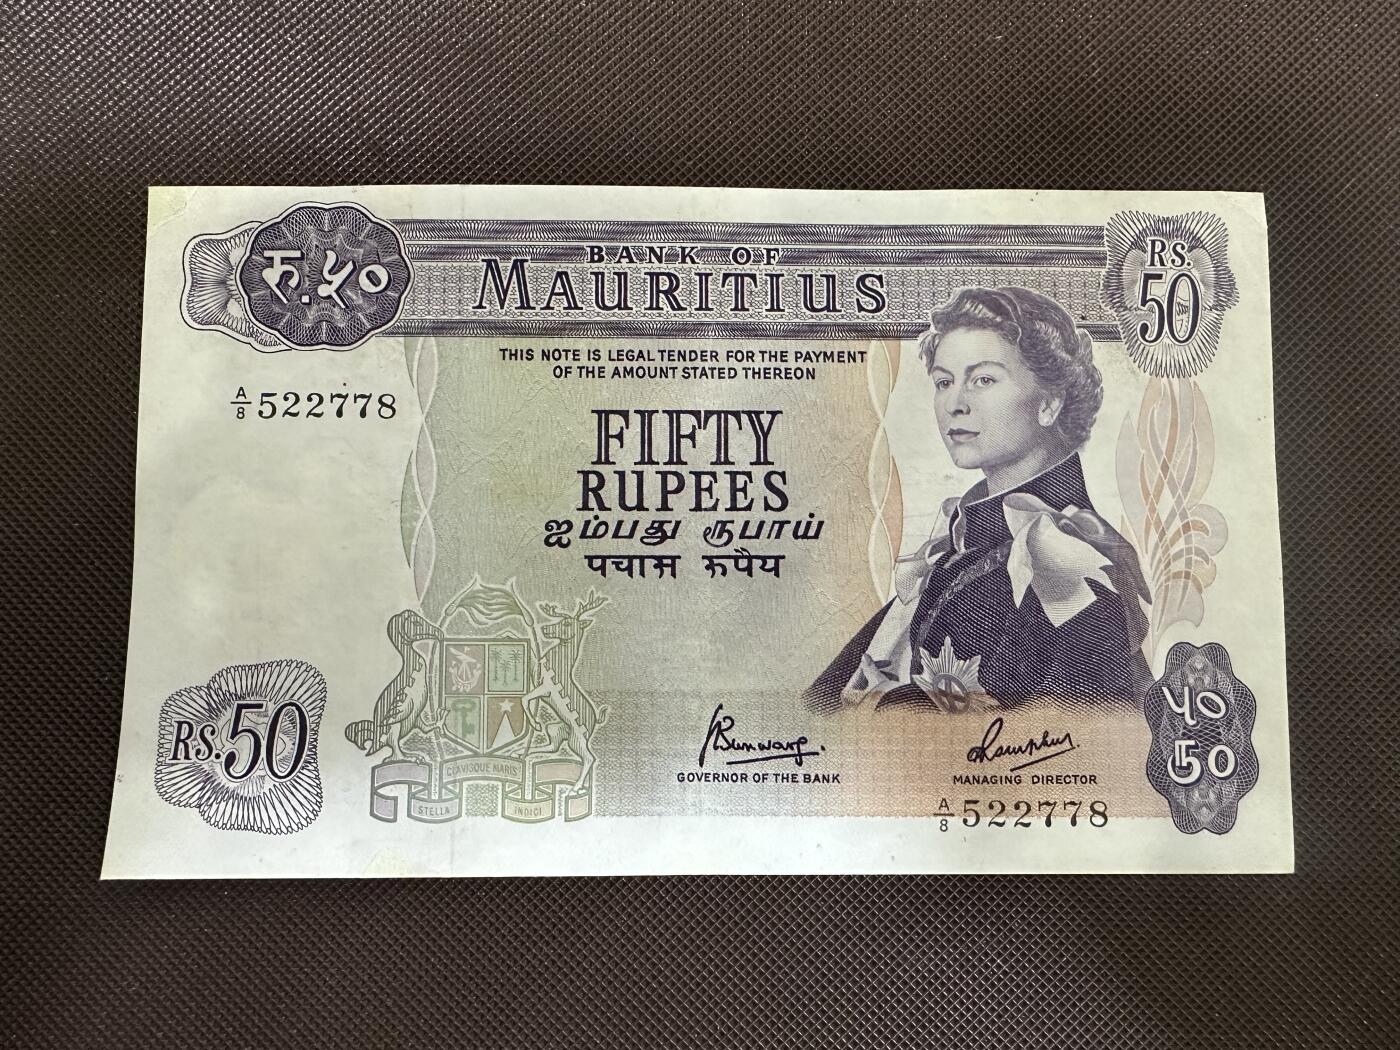 रु.५०
BANK OF
MAURITIUS
RS.
50
THIS NOTE IS LEGAL TENDER FOR THE PAYMENT
OF THE AMOUNT STATED THEREON
A/8 522778
FIFTY
RUPEES
ஐம்பது ரூபாய்
पचास रुपैय
RS. 50
CLAVISQUE MARIS
STELLA INDICI
GOVERNOR OF THE BANK
MANAGING DIRECTOR
A/8 522778
५०